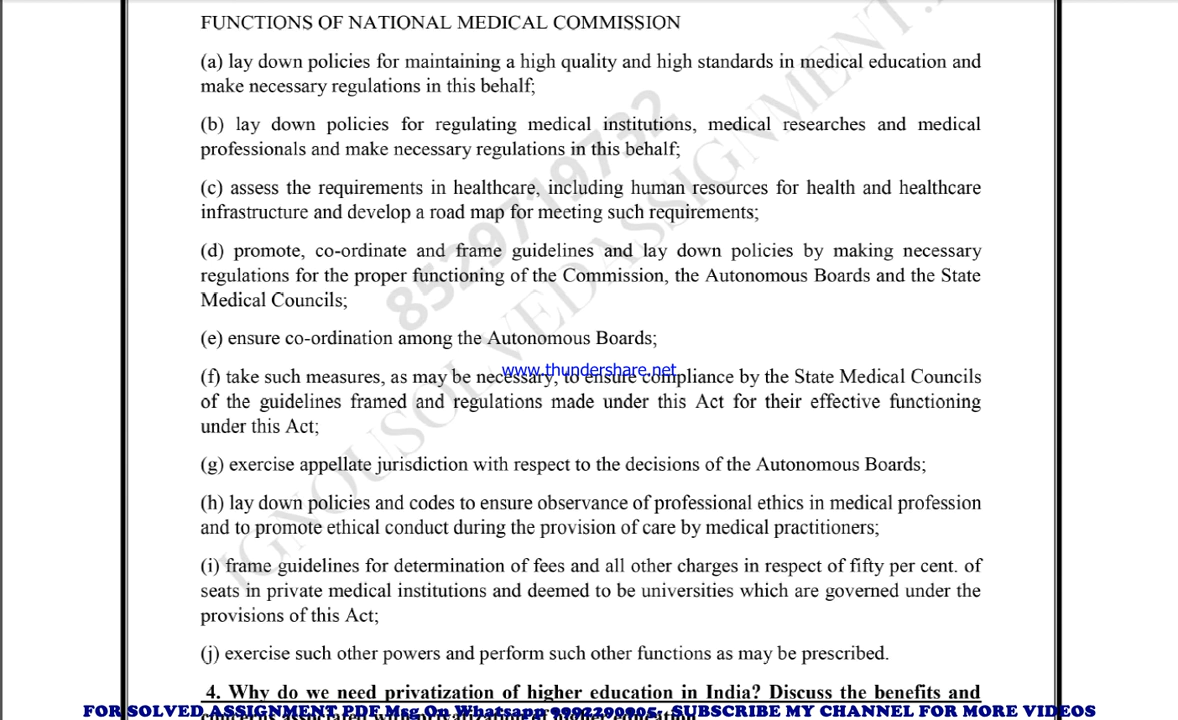 FUNCTIONS OF NATIONAL MEDICAL COMMISSION
(a) lay down policies for maintaining a high quality and high standards in medical education and
make necessary regulations in this behalf;
(b) lay down policies for regulating medical institutions, medical researches and medical
professionals and make necessary regulations in this behalf;
(c) assess the requirements in healthcare, including human resources for health and healthcare
infrastructure and develop a road map for meeting such requirements;
(d) promote, co-ordinate and frame guidelines and lay down policies by making necessary
regulations for the proper functioning of the Commission, the Autonomous Boards and the State
Medical Councils;
(e) ensure co-ordination among the Autonomous Boards;
www.thundershare.net
(f) take such measures, as may be necessary, to ensure compliance by the State Medical Councils
of the guidelines framed and regulations made under this Act for their effective functioning
under this Act;
(g) exercise appellate jurisdiction with respect to the decisions of the Autonomous Boards;
(h) lay down policies and codes to ensure observance of professional ethics in medical profession
and to promote ethical conduct during the provision of care by medical practitioners;
(i) frame guidelines for determination of fees and all other charges in respect of fifty per cent. of
seats in private medical institutions and deemed to be universities which are governed under the
provisions of this Act;
(j) exercise such other powers and perform such other functions as may be prescribed.
4. Why do we need privatization of higher education in India? Discuss the benefits and
FOR SOLVED ASSIGNMENT PDF Msg On Whatsapp 9992290905, SUBSCRIBE MY CHANNEL FOR MORE VIDEOS
8529719732
IGNOUSOLVEDASSIGNMENT.